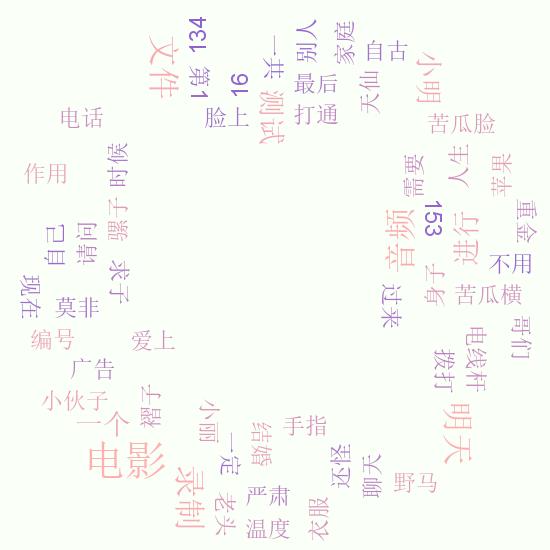 134
别人
家庭
自古
一共
文件
第1
16
最后
天仙
小明
电话
脸上
测试
打通
苦瓜脸
作用
时候
需要
人生
苹果
骡子
153
重金
自己
请问
音频
进行
不用
现在
求子
莫非
过来
身子
苦瓜横
编号
爱上
电线杆
哥们
广告
拨打
小伙子
褶子
一个
小丽
手指
明天
电影
一定
结婚
还怪
聊天
野马
录制
老头
严肃
衣服
温度